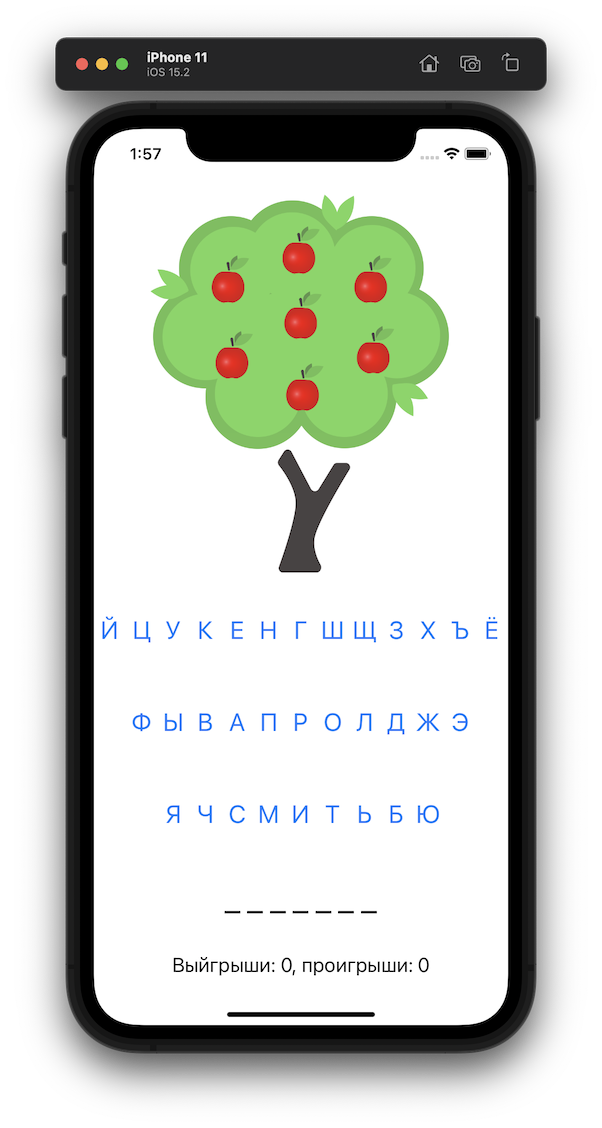 iPhone 11
iOS 15.2
1:57
Й Ц У К Е Н Г Ш Щ З Х Ъ Ё
Ф Ы В А П Р О Л Д Ж Э
Я Ч С М И Т Ь Б Ю
_ _ _ _ _ _ _
Выйгрыши: 0, проигрыши: 0